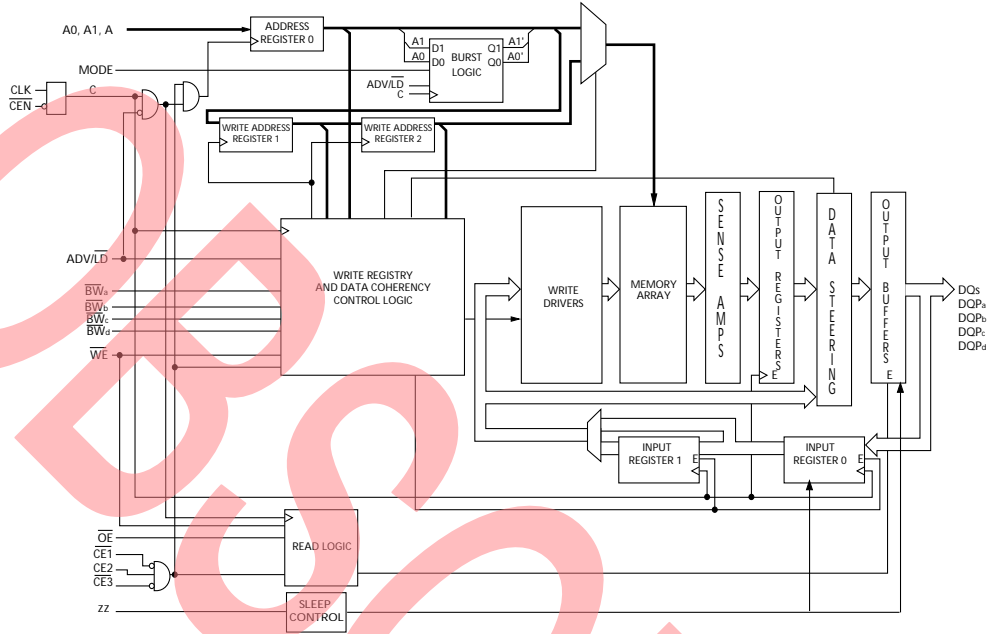 A0, A1, A
ADDRESS
REGISTER 0
A1
A0
D1
D0
BURST
LOGIC
Q1
Q0
A1'
A0'
MODE
ADV/LD
C
CLK
CEN
C
WRITE ADDRESS
REGISTER 1
WRITE ADDRESS
REGISTER 2
ADV/LD
BWa
BWb
BWc
BWd
WE
WRITE REGISTRY
AND DATA COHERENCY
CONTROL LOGIC
WRITE
DRIVERS
MEMORY
ARRAY
SENSE AMPS
OUTPUT REGISTERS
E
DATA STEERING
OUTPUT BUFFERS
E
DQs
DQPa
DQPb
DQPc
DQPd
INPUT
REGISTER 1
E
INPUT
REGISTER 0
E
OE
CE1
CE2
CE3
READ LOGIC
ZZ
SLEEP
CONTROL